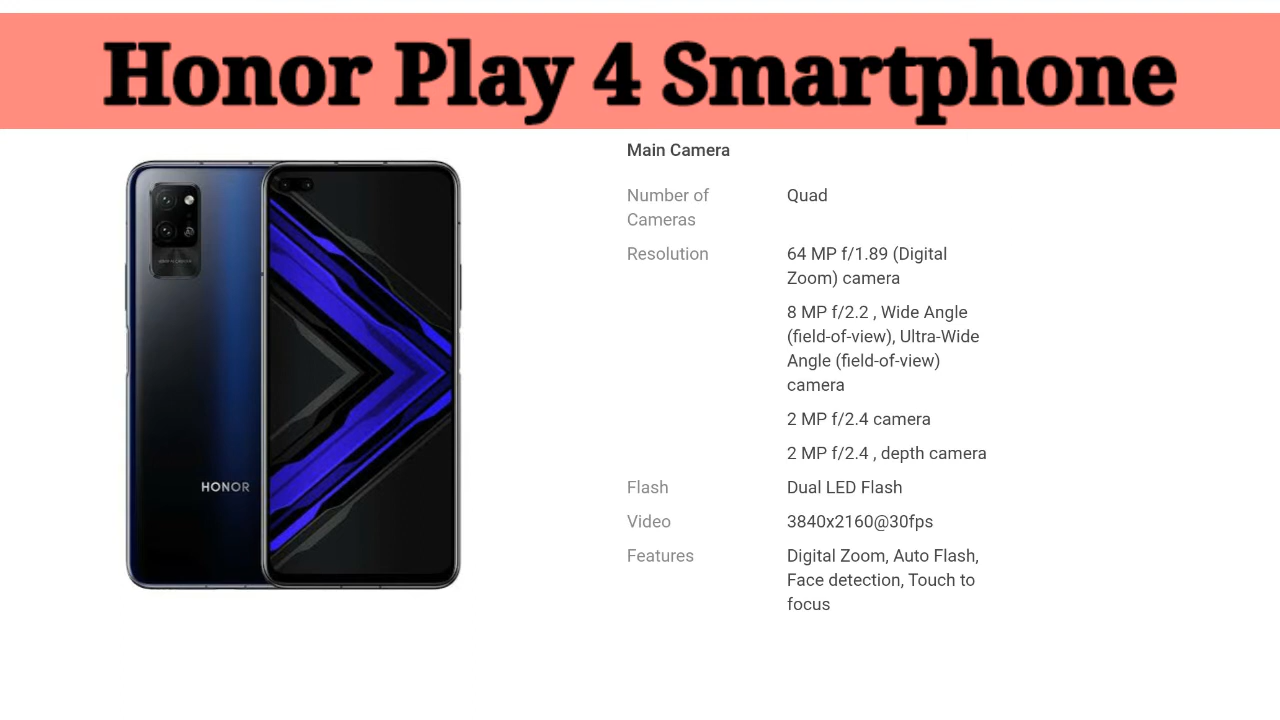 Honor Play 4 Smartphone
Main Camera
Number of Cameras
Quad
Resolution
64 MP f/1.89 (Digital
Zoom) camera
8 MP f/2.2 , Wide Angle
(field-of-view), Ultra-Wide
Angle (field-of-view)
camera
2 MP f/2.4 camera
2 MP f/2.4 , depth camera
Flash
Dual LED Flash
Video
3840x2160@30fps
Features
Digital Zoom, Auto Flash,
Face detection, Touch to
focus
HONOR